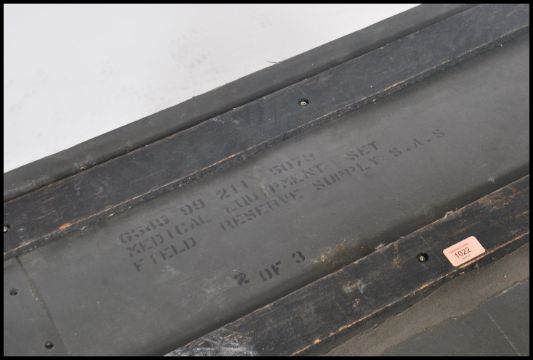 6545 99 211 5079
MEDICAL EQUIPMENT SET
FIELD RESERVE SUPPLY S.A.S
2 OF 3
1022